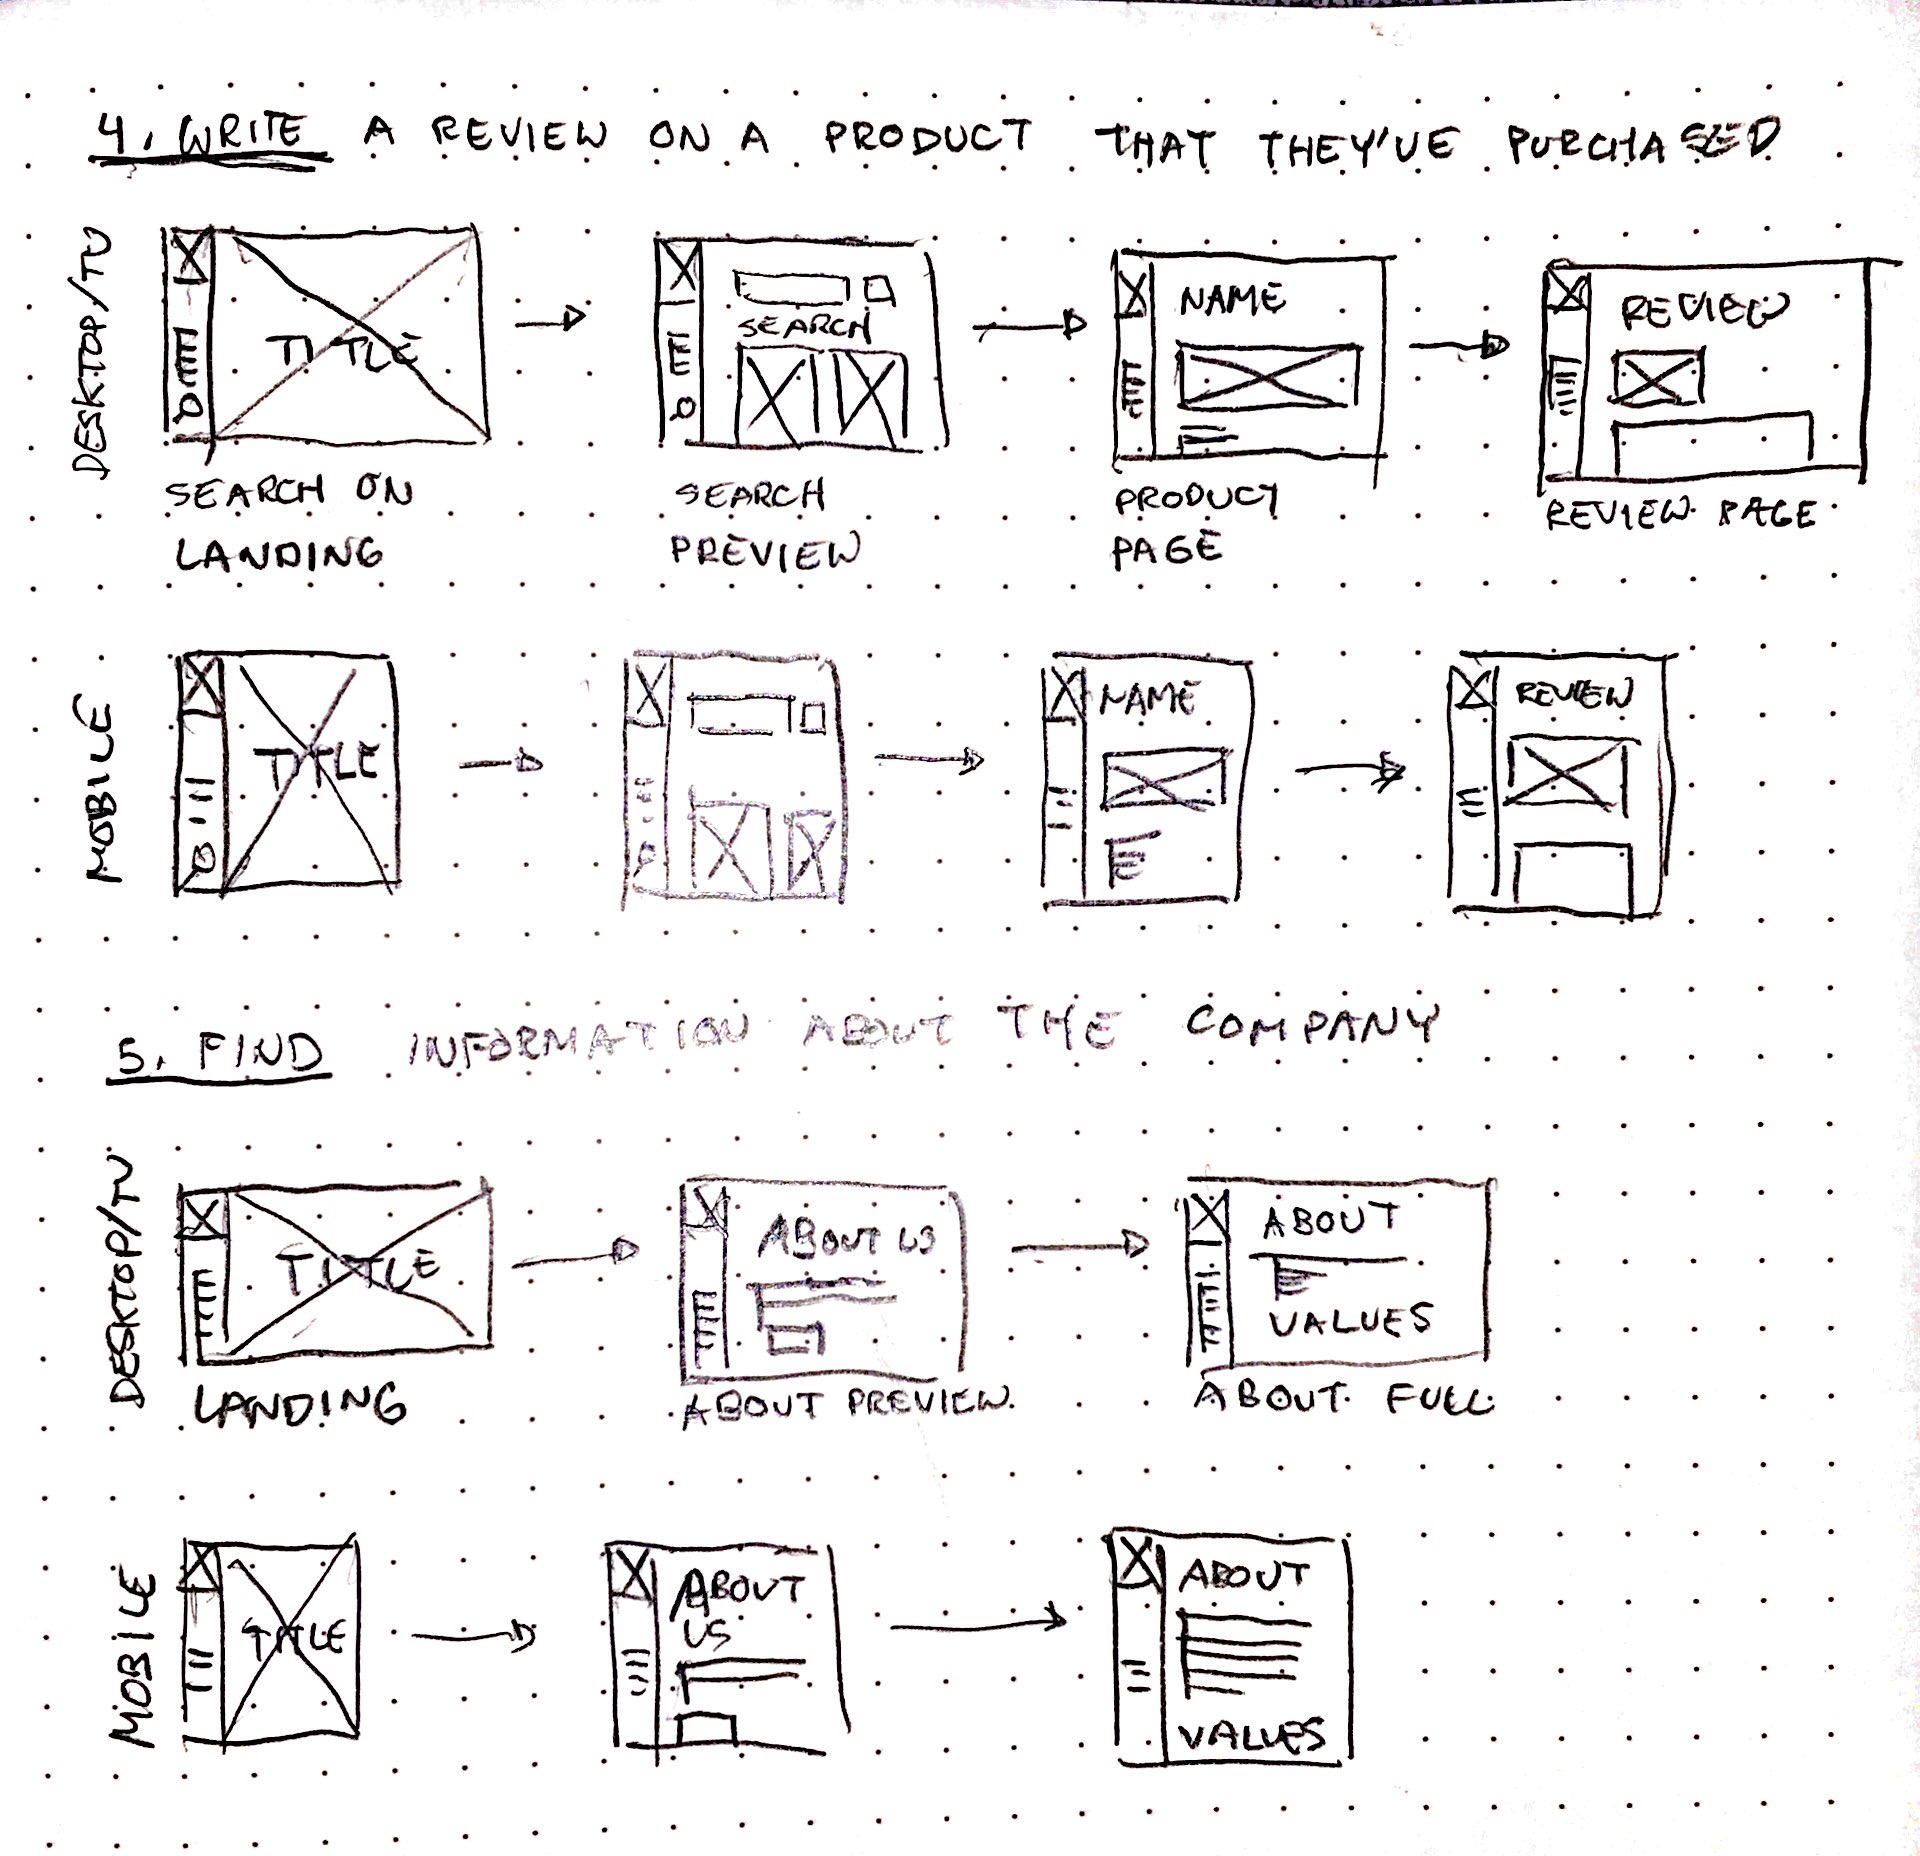 4. WRITE A REVIEW ON A PRODUCT THAT THEY'VE PURCHASED
DESKTOP/TV
TITLE
SEARCH
NAME
REVIEW
SEARCH ON
LANDING
SEARCH
PREVIEW
PRODUCT
PAGE
REVIEW PAGE
MOBILE
TITLE
NAME
REVIEW
5. FIND INFORMATION ABOUT THE COMPANY
DESKTOP/TV
TITLE
ABOUT US
ABOUT
VALUES
LANDING
ABOUT PREVIEW
ABOUT FULL
MOBILE
TITLE
ABOUT
US
ABOUT
VALUES